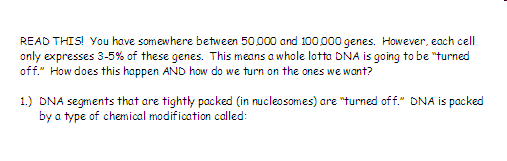 READ THIS! You have somewhere between 50,000 and 100,000 genes. However, each cell
only expresses 3-5% of these genes. This means a whole lotta DNA is going to be "turned
off." How does this happen AND how do we turn on the ones we want?
1.) DNA segments that are tightly packed (in nucleosomes) are "turned off." DNA is packed
by a type of chemical modification called: